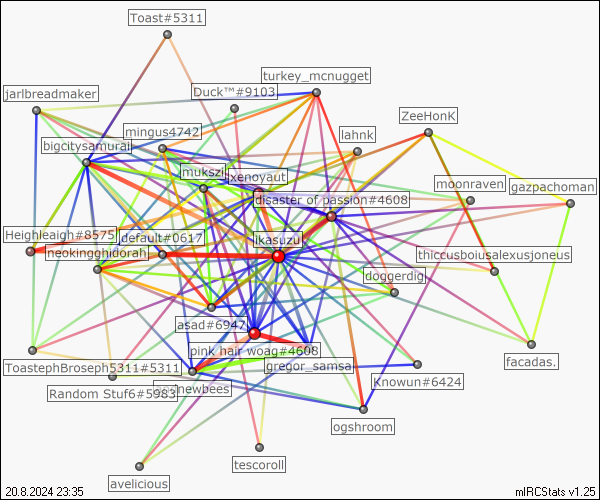 Toast#5311
turkey_mcnugget
Duck™#9103
jarlbreadmaker
ZeeHonK
mingus4742
lahnk
bigcitysamurai
mukszi
xenoyaut
moonraven
gazpachoman
disaster of passion#4608
Heighleaigh#8575
default#0617
ikasuzuki
neokingghidorah
thiccusboiusalexusjoneus
doggerdig
asad#6947
pink hair woag#4608
facadas.
ToastephBroseph5311#5311
gregor_samsa
Knowun#6424
Random Stuf6#5983
newbees
ogshroom
tescoroll
avelicious
20.8.2024 23:35
mIRCStats v1.25